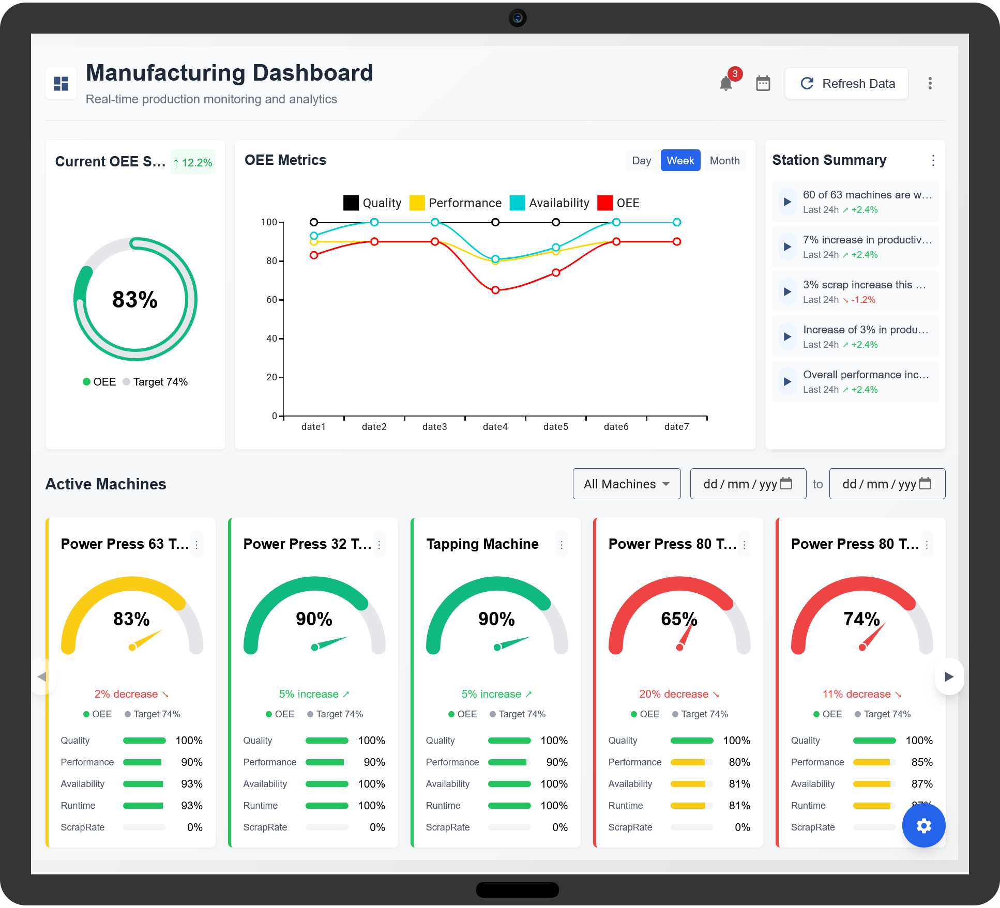 Manufacturing Dashboard
Real-time production monitoring and analytics
3
Refresh Data
Current OEE S...
↑ 12.2%
83%
OEE Target 74%
OEE Metrics
Day Week Month
Quality Performance Availability OEE
100
80
60
40
20
0
date1 date2 date3 date4 date5 date6 date7
Station Summary
60 of 63 machines are w...
Last 24h ↗ +2.4%
7% increase in productiv...
Last 24h ↗ +2.4%
3% scrap increase this ...
Last 24h ↘ -1.2%
Increase of 3% in produ...
Last 24h ↗ +2.4%
Overall performance inc...
Last 24h ↗ +2.4%
Active Machines
All Machines
dd / mm / yyy
to
dd / mm / yyy
Power Press 63 T...
83%
2% decrease ↘
OEE Target 74%
Quality 100%
Performance 90%
Availability 93%
Runtime 93%
ScrapRate 0%
Power Press 32 T...
90%
5% increase ↗
OEE Target 74%
Quality 100%
Performance 90%
Availability 100%
Runtime 100%
ScrapRate 0%
Tapping Machine
90%
5% increase ↗
OEE Target 74%
Quality 100%
Performance 90%
Availability 100%
Runtime 100%
ScrapRate 0%
Power Press 80 T...
65%
20% decrease ↘
OEE Target 74%
Quality 100%
Performance 80%
Availability 81%
Runtime 81%
ScrapRate 0%
Power Press 80 T...
74%
11% decrease ↘
OEE Target 74%
Quality 100%
Performance 85%
Availability 87%
Runtime 87%
ScrapRate